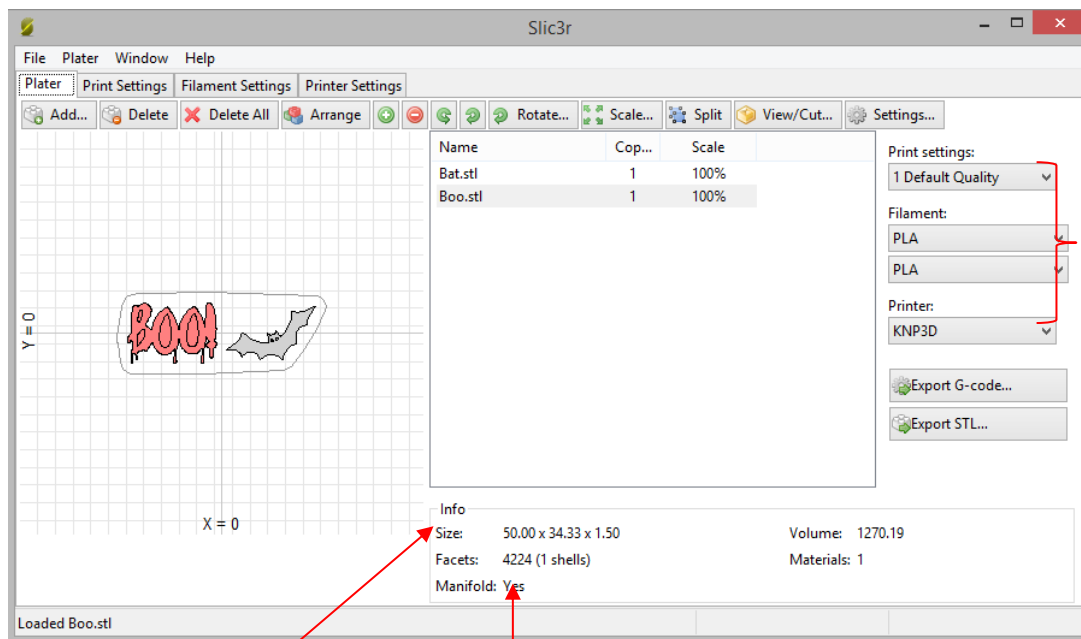 Slic3r
File Plater Window Help
Plater Print Settings Filament Settings Printer Settings
Add... Delete Delete All Arrange Rotate... Scale... Split View/Cut... Settings...
Name Cop... Scale
Bat.stl 1 100%
Boo.stl 1 100%
Print settings:
1 Default Quality
Filament:
PLA
PLA
Printer:
KNP3D
Export G-code...
Export STL...
Y = 0
BOO!
X = 0
Info
Size: 50.00 x 34.33 x 1.50 Volume: 1270.19
Facets: 4224 (1 shells) Materials: 1
Manifold: Yes
Loaded Boo.stl